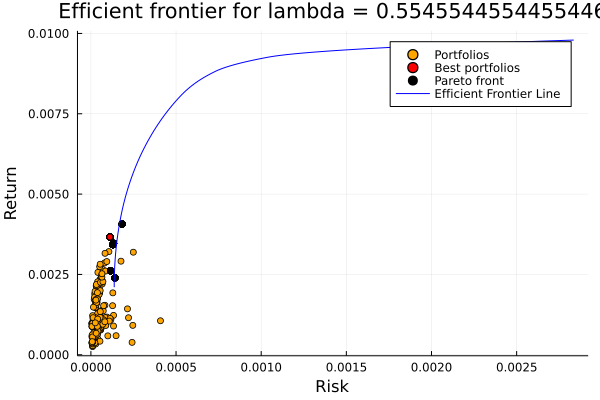 Efficient frontier for lambda = 0.5545544554455446
0.0100
0.0075
0.0050
0.0025
0.0000
Return
Portfolios
Best portfolios
Pareto front
Efficient Frontier Line
0.0000 0.0005 0.0010 0.0015 0.0020 0.0025
Risk